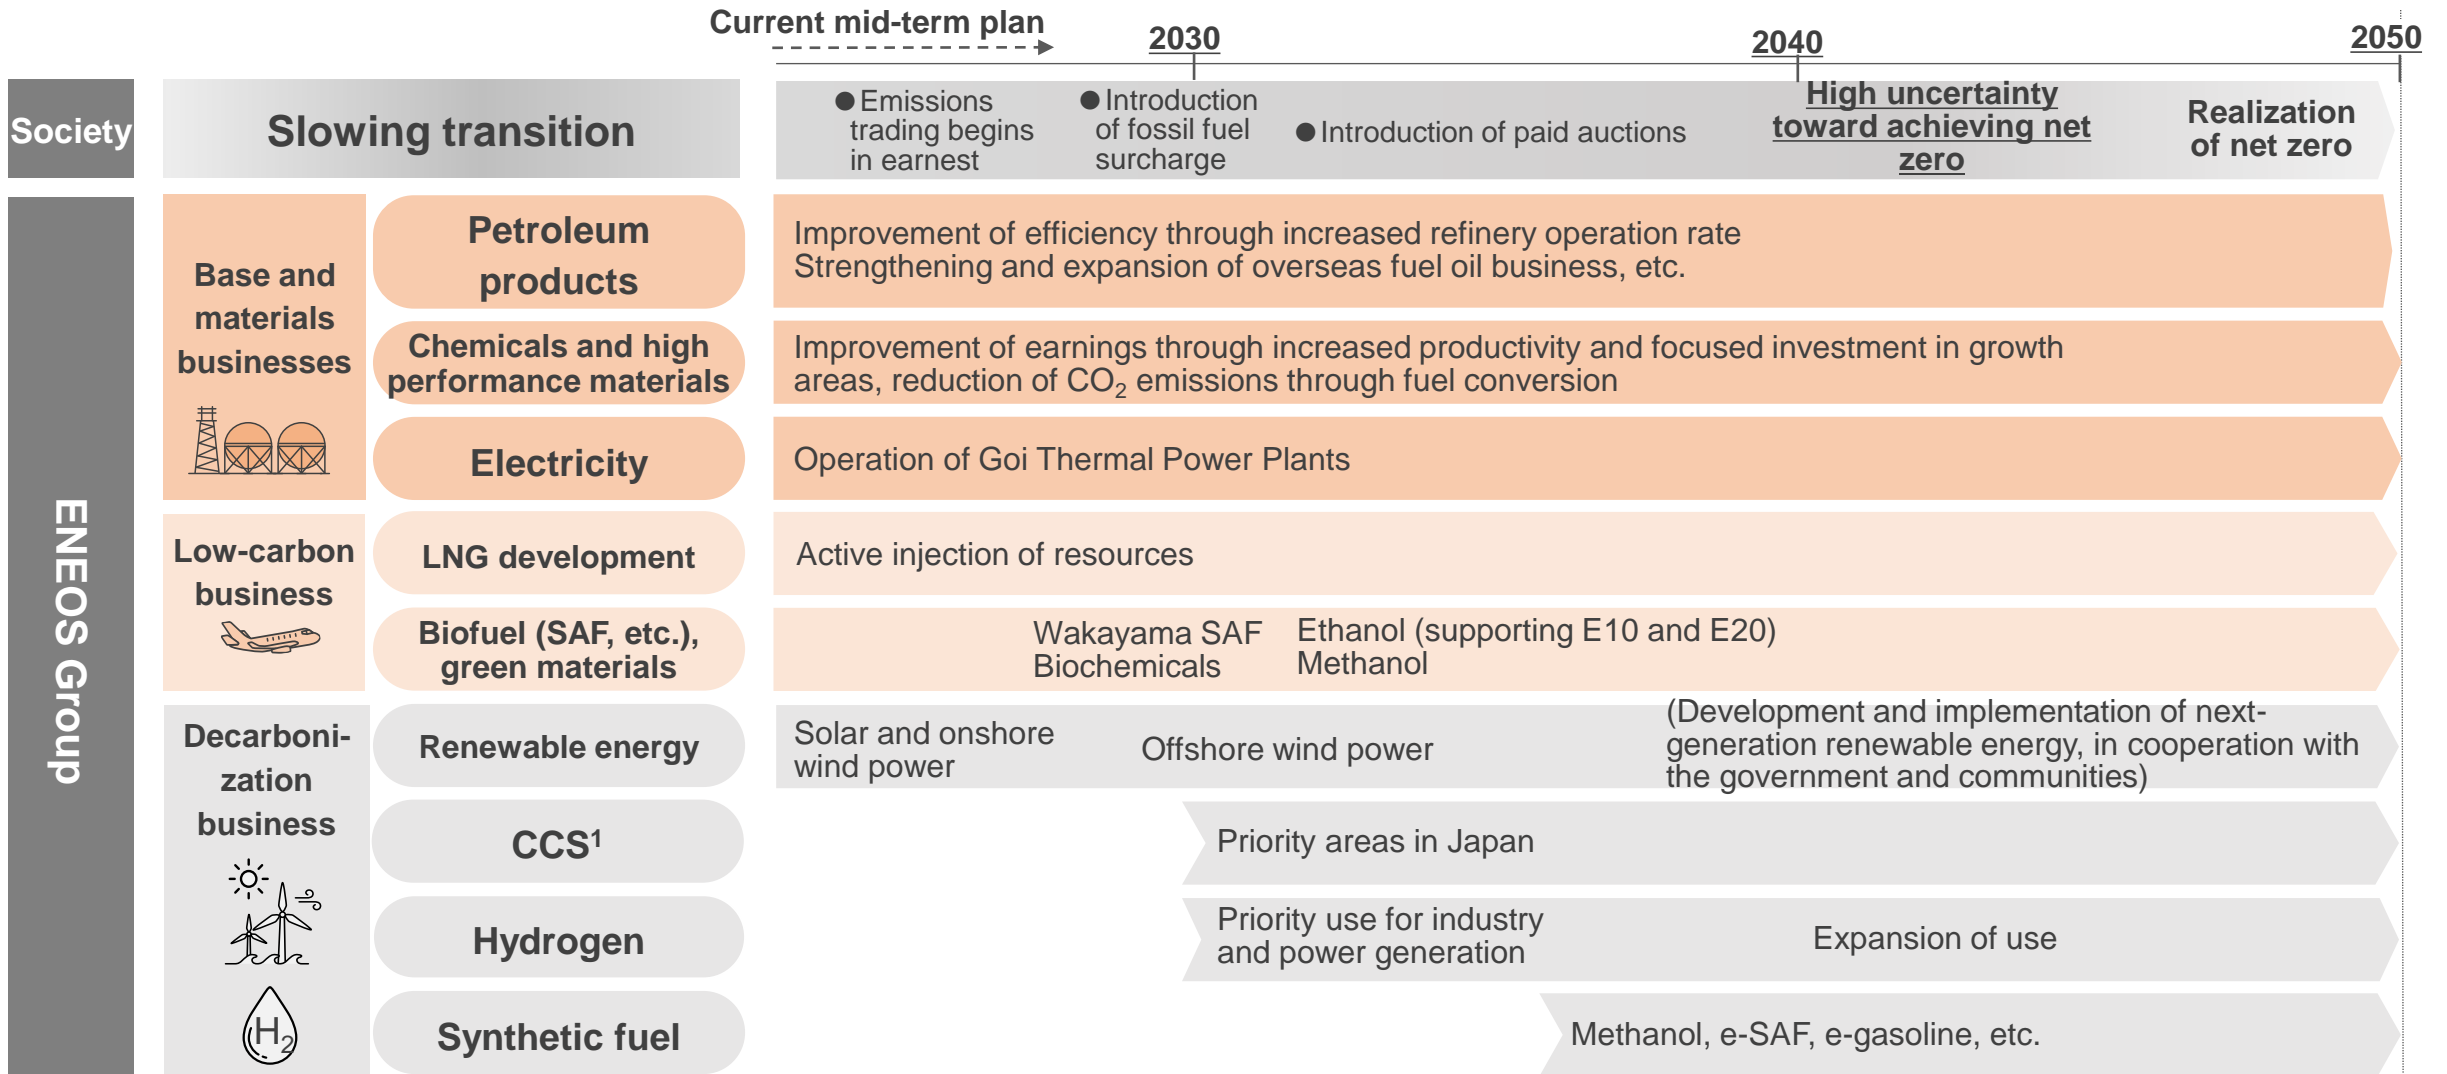 Current mid-term plan
2030
2040
2050
Society
Slowing transition
●Emissions
trading begins
in earnest
●Introduction
of fossil fuel
surcharge
●Introduction of paid auctions
High uncertainty
toward achieving net
zero
Realization
of net zero
ENEOS Group
Base and
materials
businesses
Petroleum
products
Improvement of efficiency through increased refinery operation rate
Strengthening and expansion of overseas fuel oil business, etc.
Chemicals and high
performance materials
Improvement of earnings through increased productivity and focused investment in growth
areas, reduction of CO₂ emissions through fuel conversion
Electricity
Operation of Goi Thermal Power Plants
Low-carbon
business
LNG development
Active injection of resources
Biofuel (SAF, etc.),
green materials
Wakayama SAF
Biochemicals
Ethanol (supporting E10 and E20)
Methanol
Decarboni-
zation
business
Renewable energy
Solar and onshore
wind power
Offshore wind power
(Development and implementation of next-
generation renewable energy, in cooperation with
the government and communities)
CCS¹
Priority areas in Japan
Hydrogen
Priority use for industry
and power generation
Expansion of use
H₂
Synthetic fuel
Methanol, e-SAF, e-gasoline, etc.